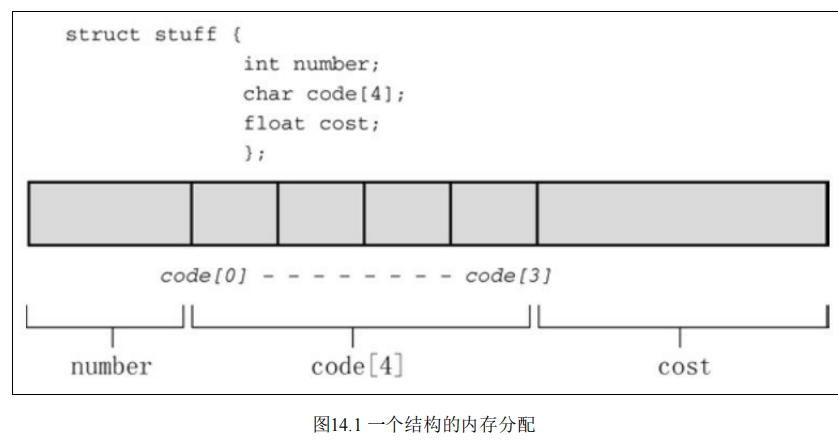 struct stuff {
int number;
char code[4];
float cost;
};
code[0] - - - - - - - - code[3]
number code[4] cost
图14.1 一个结构的内存分配